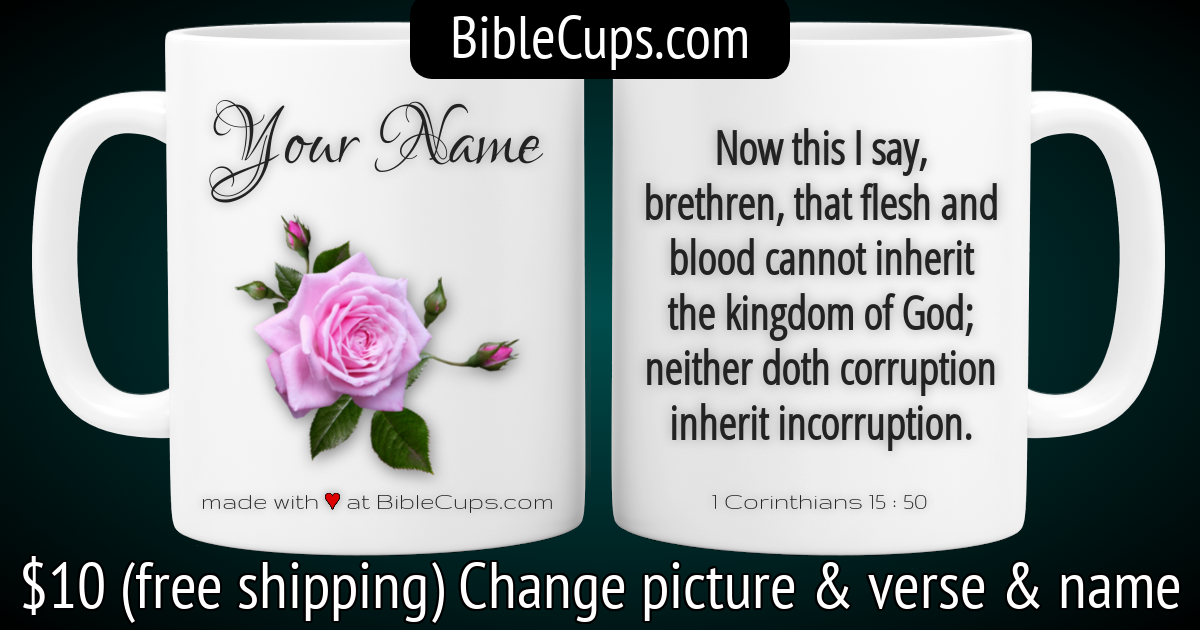 BibleCups.com
Your Name
made with ♥ at BibleCups.com
Now this I say,
brethren, that flesh and
blood cannot inherit
the kingdom of God;
neither doth corruption
inherit incorruption.
1 Corinthians 15 : 50
$10 (free shipping) Change picture & verse & name